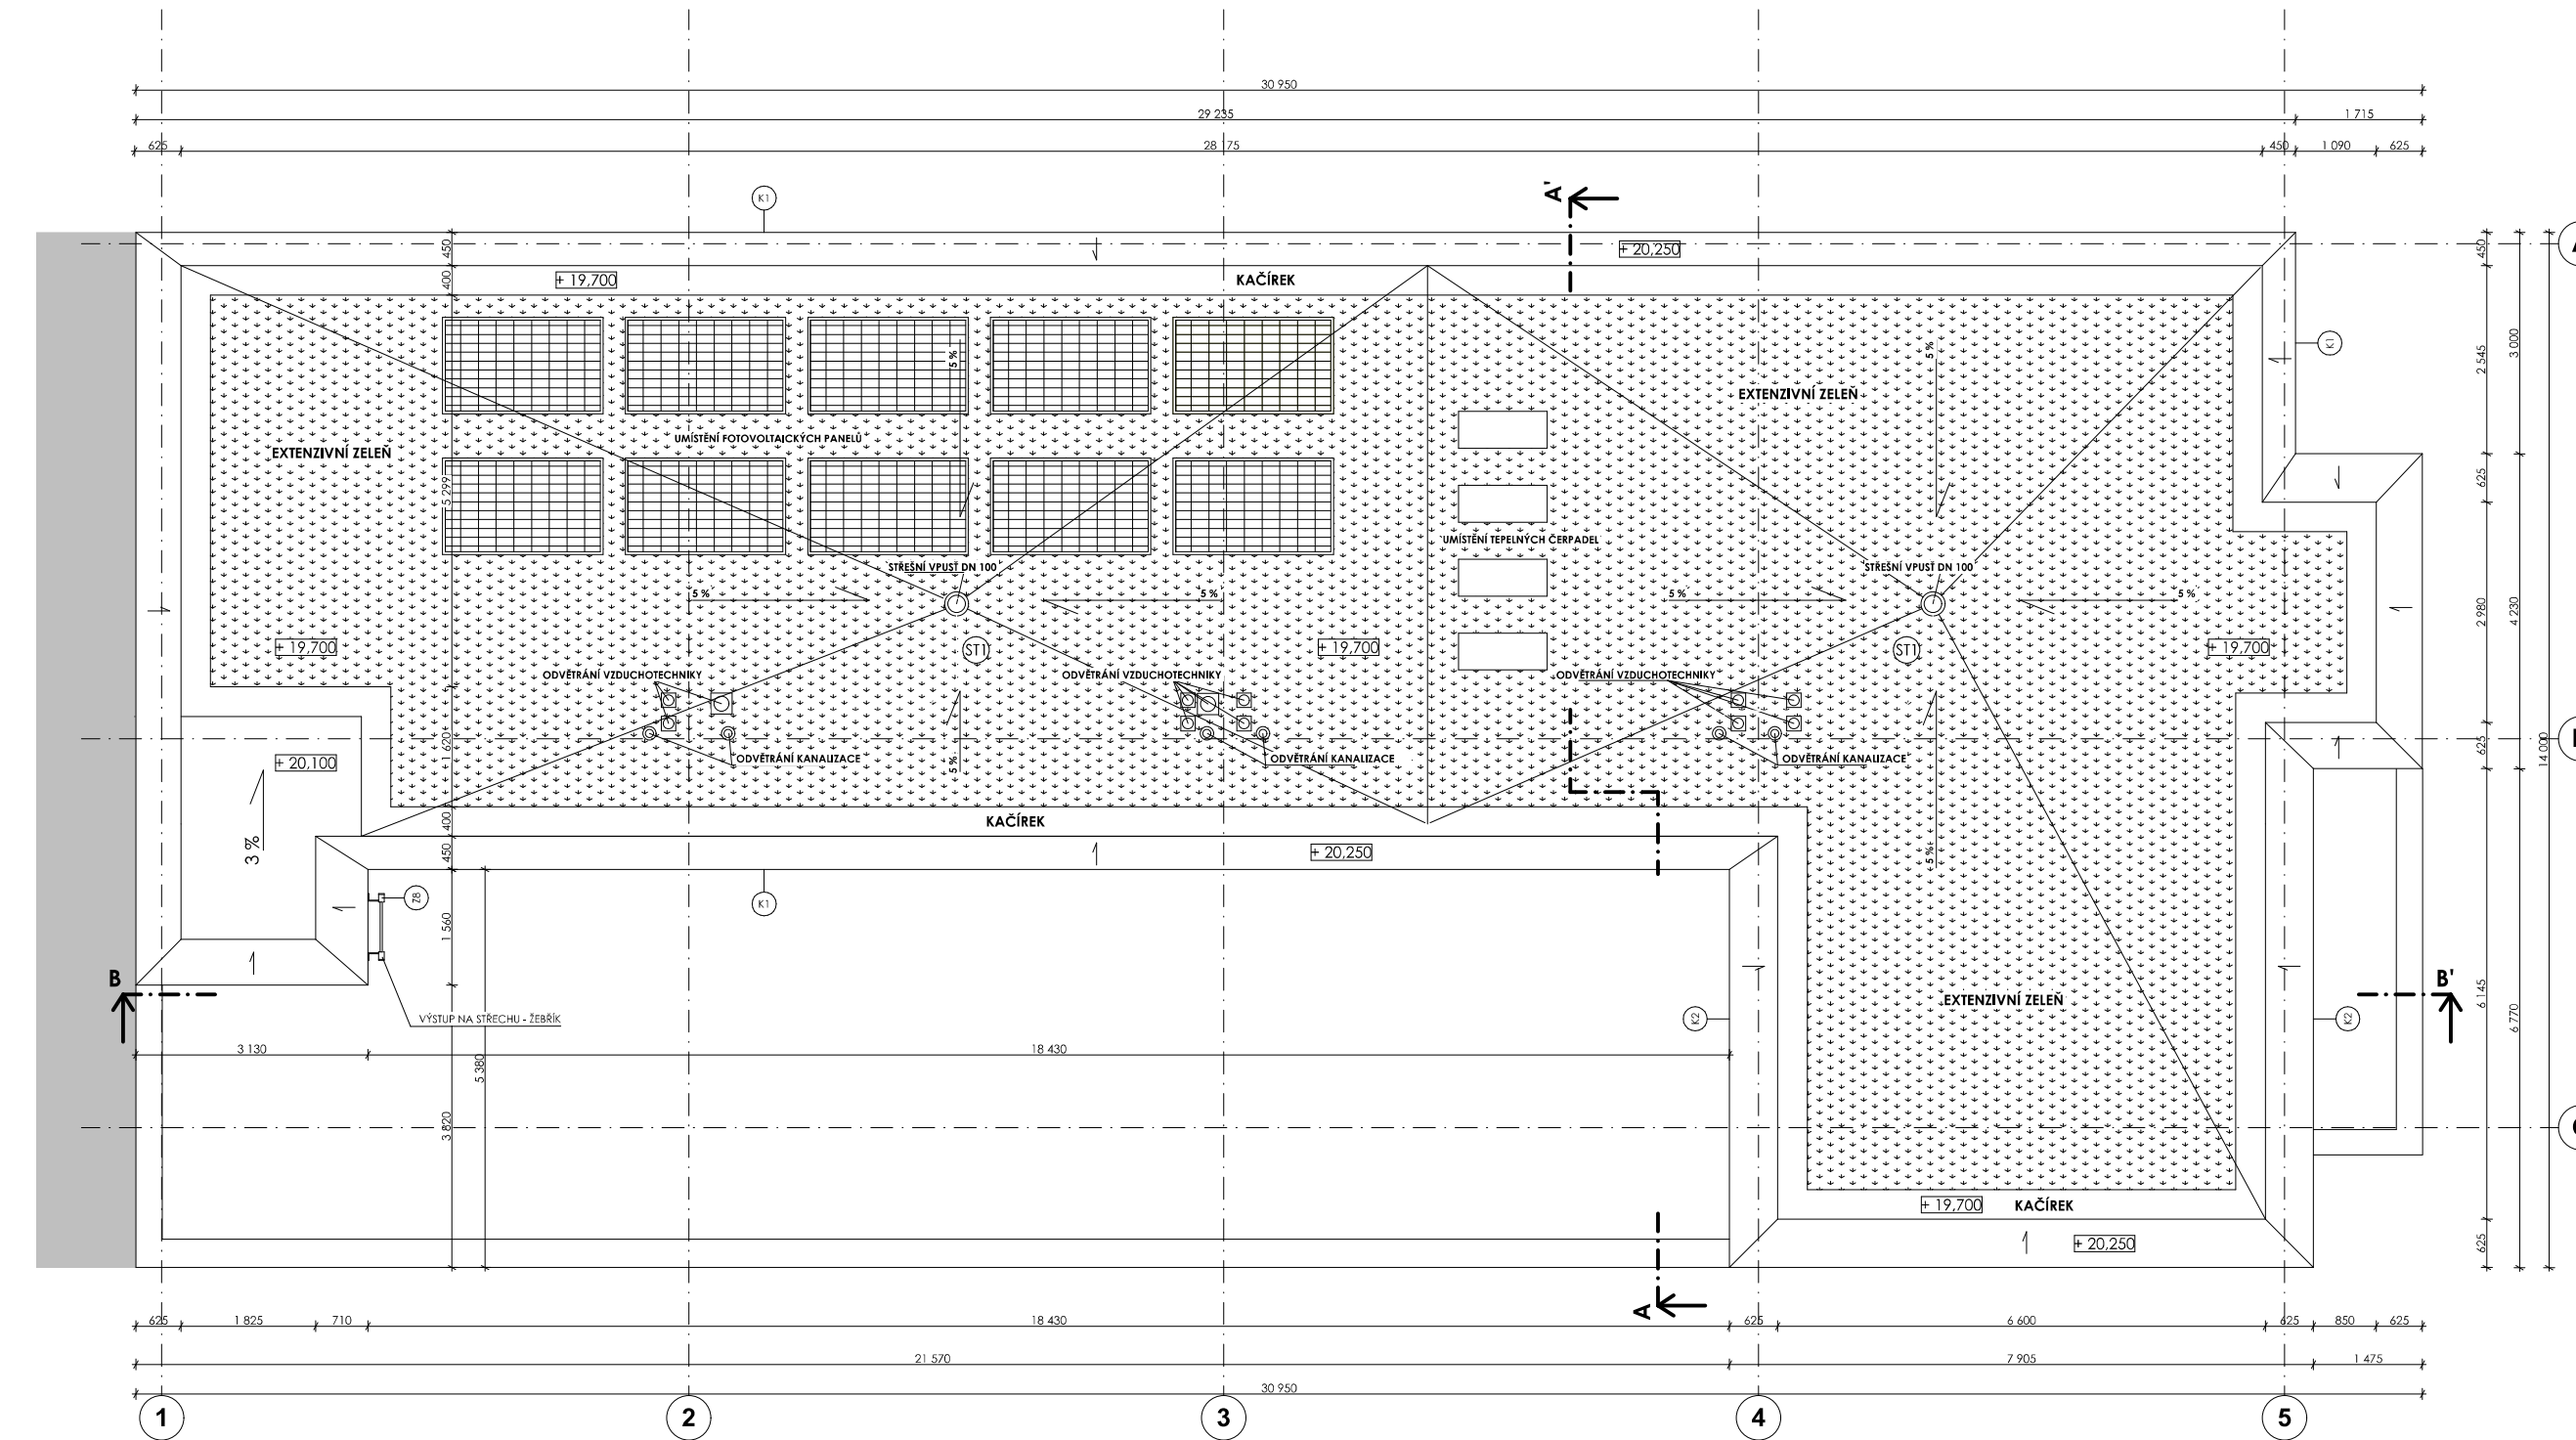 30 950
29 235
1 715
625
28 175
450
1 090
625
K1
A'
+ 20,250
450
400
+ 19,700
KAČÍREK
450
2 545
3 000
K1
5 %
5 %
EXTENZIVNÍ ZELEŇ
UMÍSTĚNÍ FOTOVOLTAICKÝCH PANELŮ
EXTENZIVNÍ ZELEŇ
5 299
625
UMÍSTĚNÍ TEPELNÝCH ČERPADEL
STŘEŠNÍ VPUSŤ DN 100
STŘEŠNÍ VPUSŤ DN 100
5 %
5 %
5 %
5 %
2 980
4 230
+ 19,700
ST1
+ 19,700
ST1
+ 19,700
ODVĚTRÁNÍ VZDUCHOTECHNIKY
ODVĚTRÁNÍ VZDUCHOTECHNIKY
ODVĚTRÁNÍ VZDUCHOTECHNIKY
1 620
625
14 000
+ 20,100
ODVĚTRÁNÍ KANALIZACE
5 %
ODVĚTRÁNÍ KANALIZACE
ODVĚTRÁNÍ KANALIZACE
400
KAČÍREK
3 %
450
+ 20,250
5 %
Z8
K1
1 560
B
B'
EXTENZIVNÍ ZELEŇ
6 145
6 770
VÝSTUP NA STŘECHU - ŽEBŘÍK
K2
K2
3 130
18 430
5 380
3 820
+ 19,700
KAČÍREK
+ 20,250
625
A
625
1 825
710
18 430
625
6 600
625
850
625
21 570
7 905
1 475
30 950
1
2
3
4
5